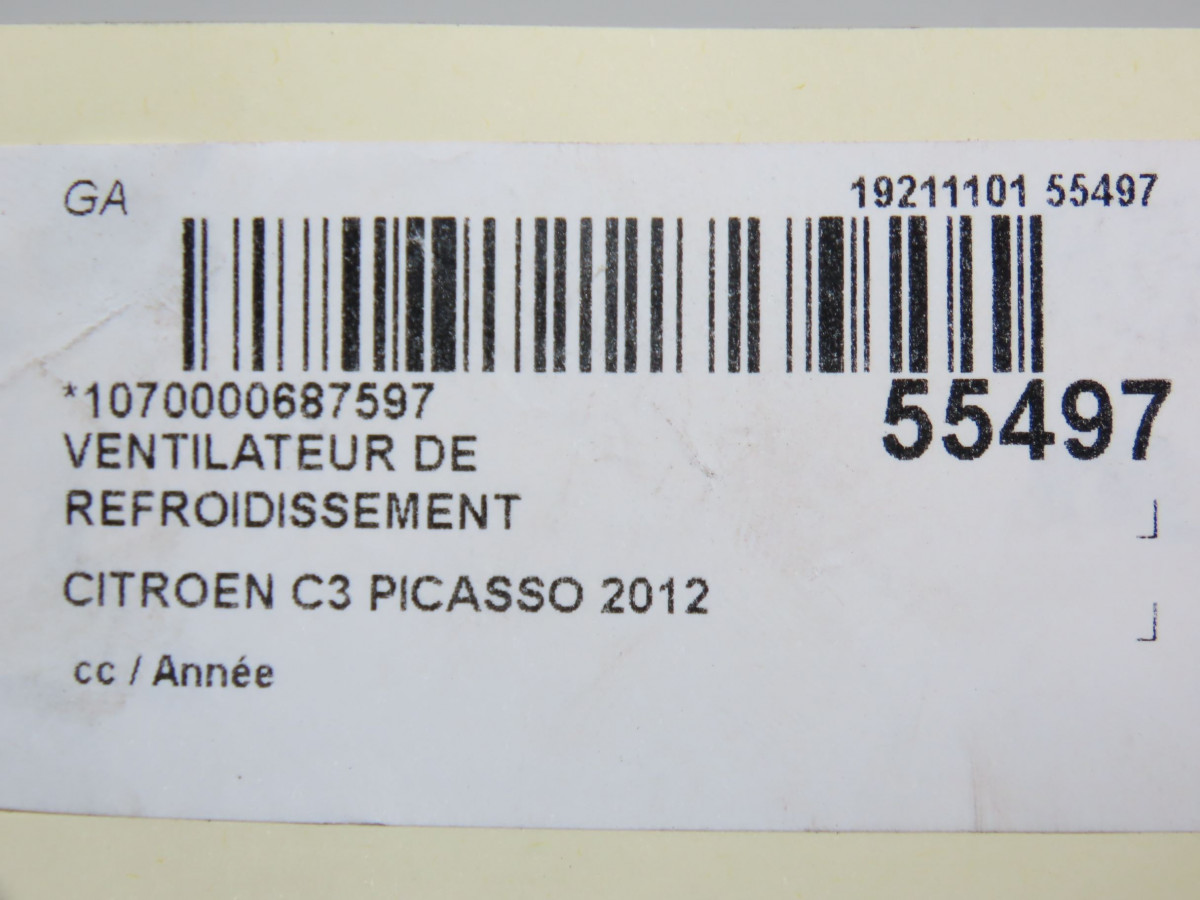 GA
19211101 55497
*1070000687597
55497
VENTILATEUR DE
REFROIDISSEMENT
CITROEN C3 PICASSO 2012
cc / Année